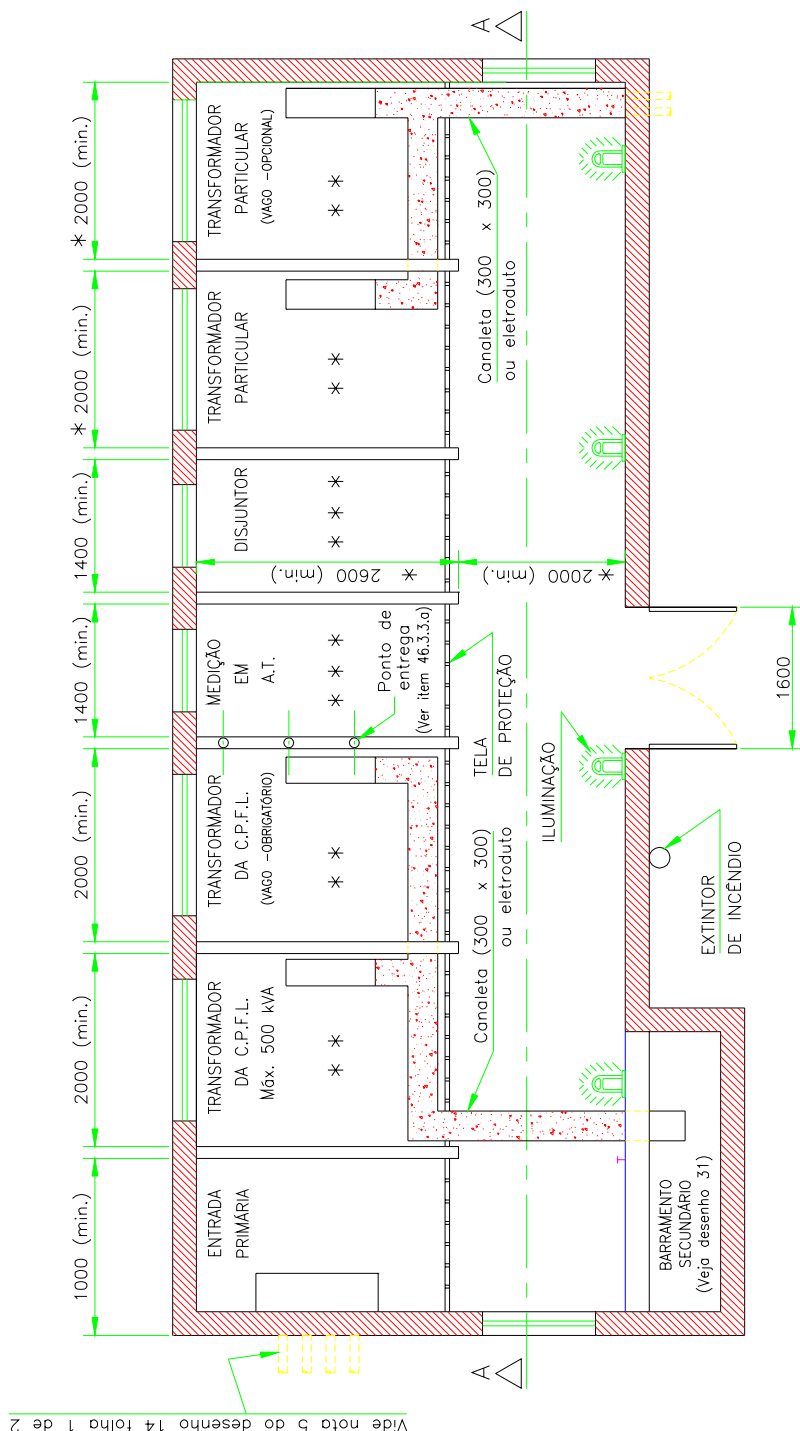 Vide nota 5 do desenho 14 folha 1 de 2
1000 (min.)
2000 (min.)
2000 (min.)
1400 (min.)
1400 (min.)
* 2000 (min.)
* 2000 (min.)
ENTRADA
PRIMÁRIA
TRANSFORMADOR
DA C.P.F.L.
Máx. 500 kVA
* *
TRANSFORMADOR
DA C.P.F.L.
(VAGO -OBRIGATÓRIO)
* *
MEDIÇÃO
EM
A.T.
* * *
Ponto de
entrega
(Ver item 46.3.3.a)
DISJUNTOR
* * *
* 2600 (min.)
* 2000 (min.)
TRANSFORMADOR
PARTICULAR
* *
TRANSFORMADOR
PARTICULAR
(VAGO -OPCIONAL)
* *
A
A
Canaleta (300 x 300)
ou eletroduto
TELA
DE PROTEÇÃO
ILUMINAÇÃO
Canaleta (300 x 300)
ou eletroduto
BARRAMENTO
SECUNDÁRIO
(Veja desenho 31)
EXTINTOR
DE INCÊNDIO
1600